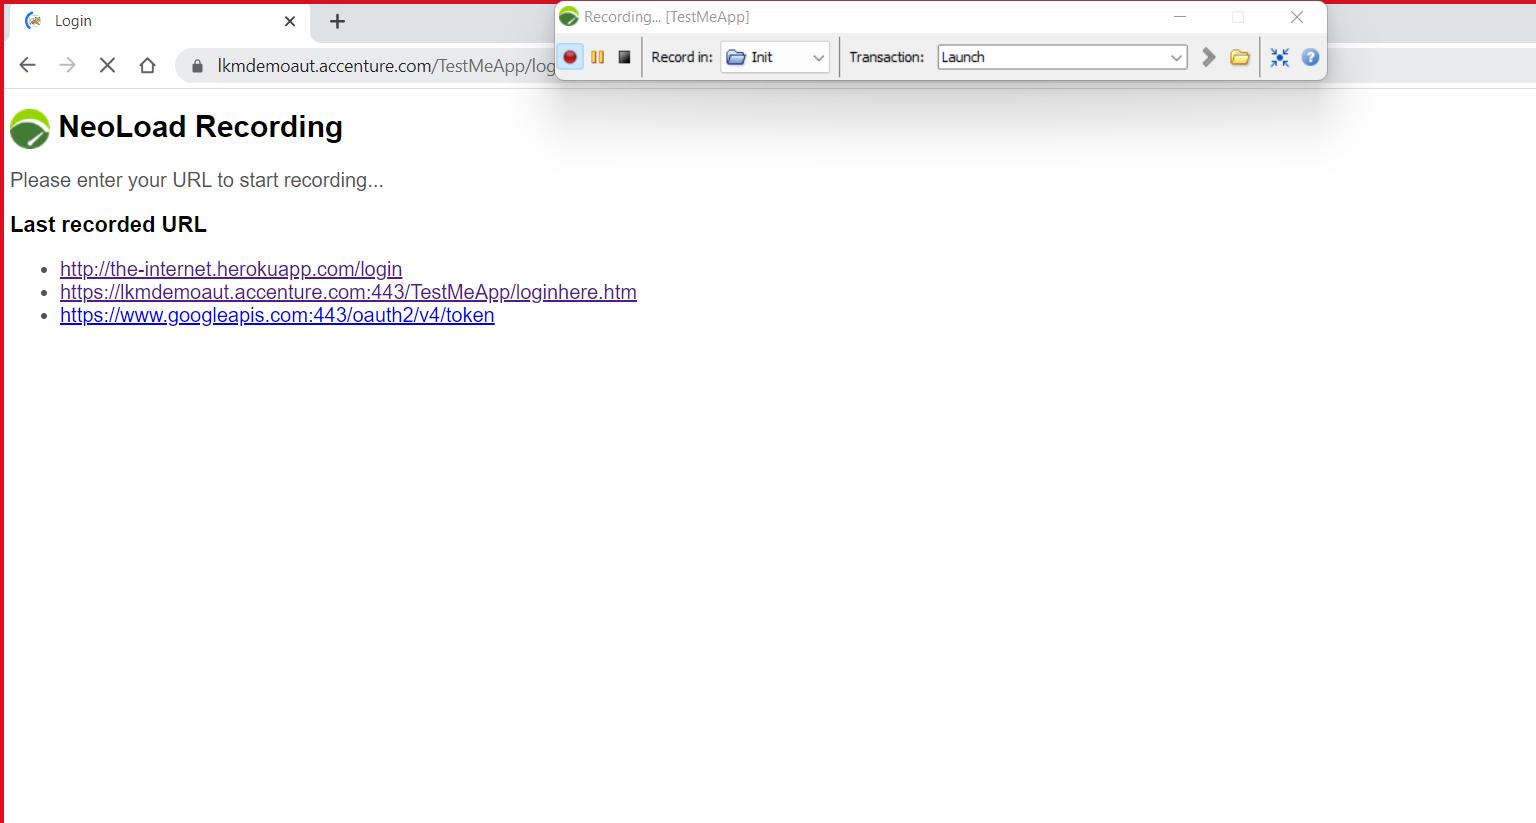 Login
Recording... [TestMeApp]
Record in: Init Transaction: Launch
lkmdemoaut.accenture.com/TestMeApp/log
NeoLoad Recording
Please enter your URL to start recording...
Last recorded URL
http://the-internet.herokuapp.com/login
https://lkmdemoaut.accenture.com:443/TestMeApp/loginhere.htm
https://www.googleapis.com:443/oauth2/v4/token